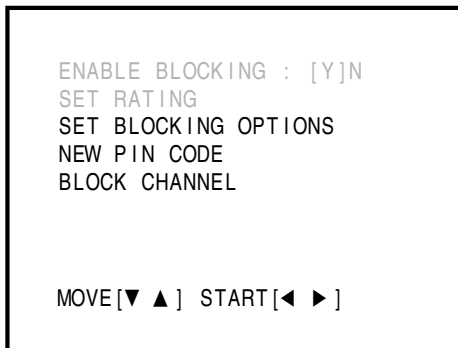 ENABLE BLOCKING : [Y]N
SET RATING
SET BLOCKING OPTIONS
NEW PIN CODE
BLOCK CHANNEL
MOVE[▼ ▲] START[◀ ▶]